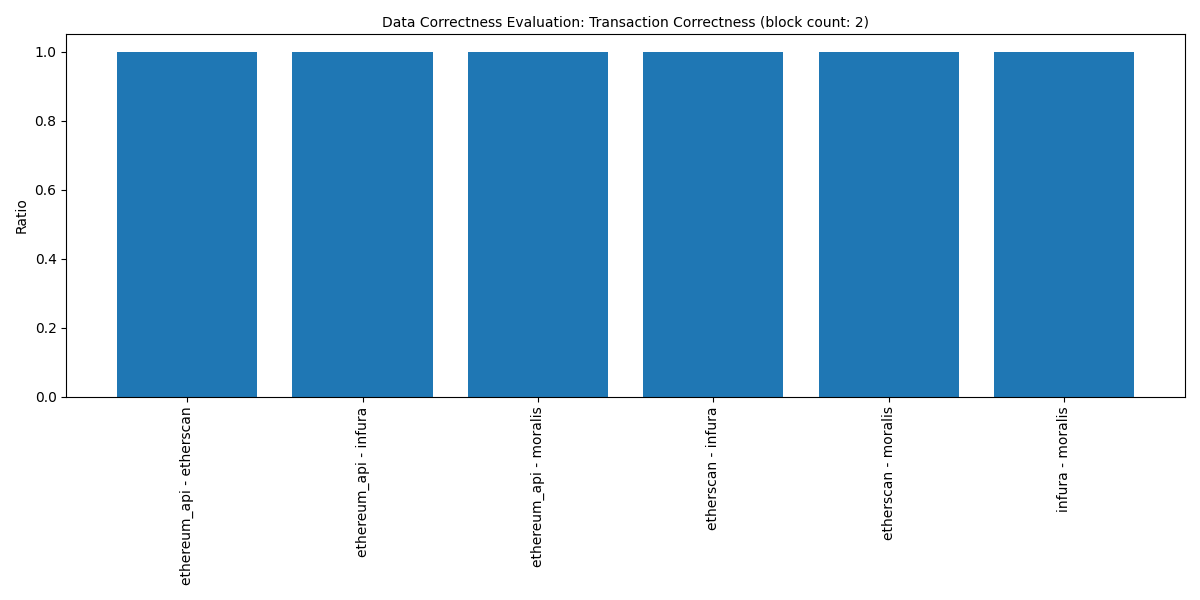 Data Correctness Evaluation: Transaction Correctness (block count: 2)
Ratio
1.0
0.8
0.6
0.4
0.2
0.0
ethereum_api - etherscan
ethereum_api - infura
ethereum_api - moralis
etherscan - infura
etherscan - moralis
infura - moralis